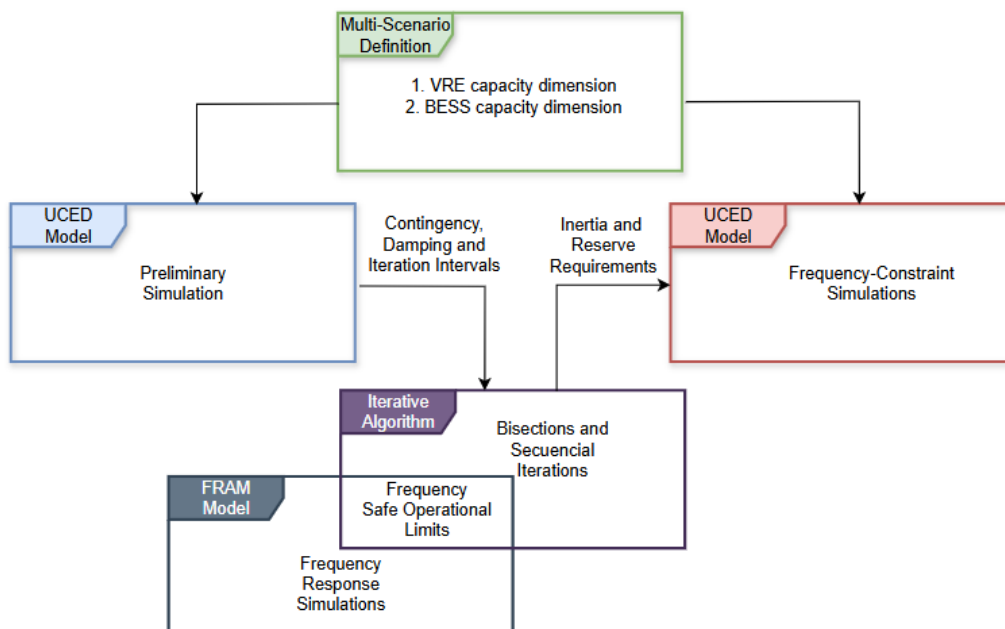 Multi-Scenario
Definition
1. VRE capacity dimension
2. BESS capacity dimension
UCED
Model
Preliminary
Simulation
Contingency,
Damping and
Iteration Intervals
Inertia and
Reserve
Requirements
UCED
Model
Frequency-Constraint
Simulations
Iterative
Algorithm
Bisections and
Secuencial
Iterations
FRAM
Model
Frequency
Safe Operational
Limits
Frequency
Response
Simulations